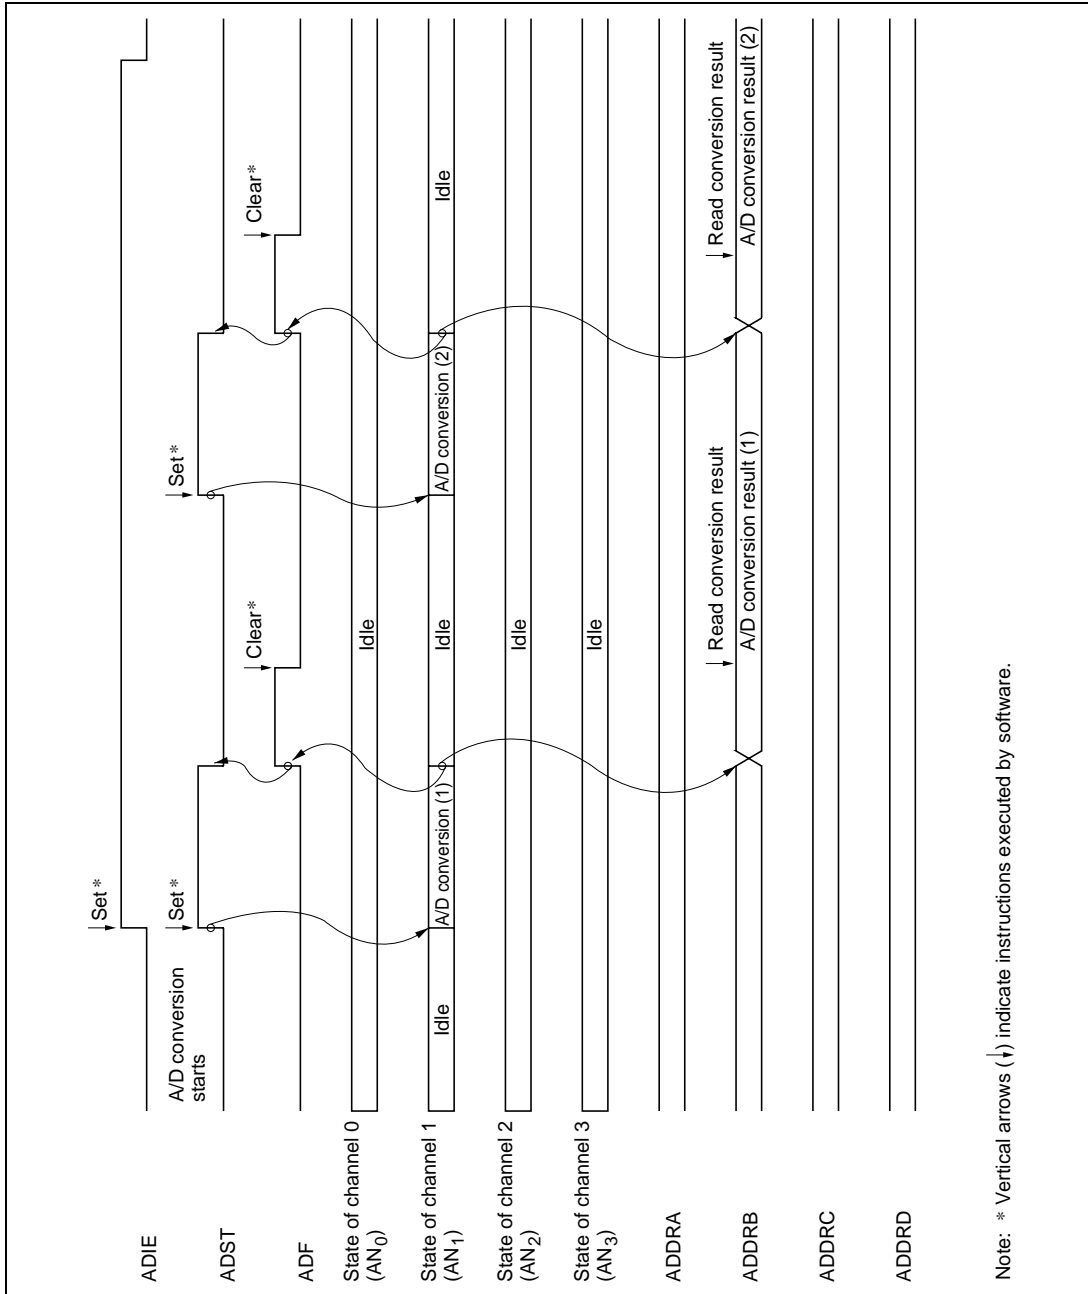 ADIE
Set*
ADST
A/D conversion
starts
Set*
Set*
ADF
Clear*
Clear*
State of channel 0
(AN0)
Idle
State of channel 1
(AN1)
Idle
A/D conversion (1)
Idle
A/D conversion (2)
Idle
State of channel 2
(AN2)
Idle
State of channel 3
(AN3)
Idle
ADDRA
ADDRB
Read conversion result
A/D conversion result (1)
Read conversion result
A/D conversion result (2)
ADDRC
ADDRD
Note: * Vertical arrows (↓) indicate instructions executed by software.